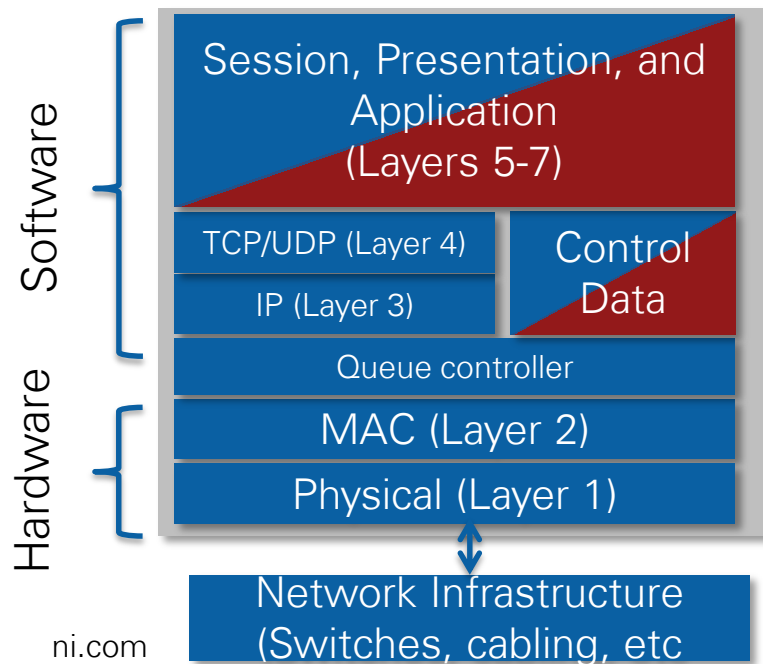 Software
Session, Presentation, and
Application
(Layers 5-7)
TCP/UDP (Layer 4)
IP (Layer 3)
Control
Data
Queue controller
Hardware
MAC (Layer 2)
Physical (Layer 1)
Network Infrastructure
(Switches, cabling, etc
ni.com